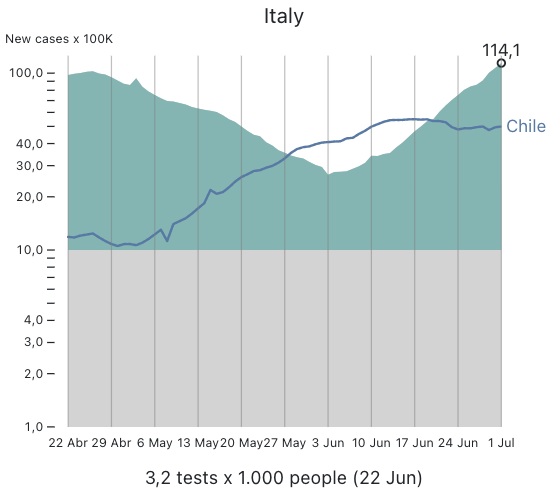 Italy
New cases x 100K
114,1
100,0
Chile
40,0
30,0
20,0
10,0
4,0
3,0
2,0
1,0
22 Abr 29 Abr 6 May 13 May 20 May 27 May 3 Jun 10 Jun 17 Jun 24 Jun 1 Jul
3,2 tests x 1.000 people (22 Jun)